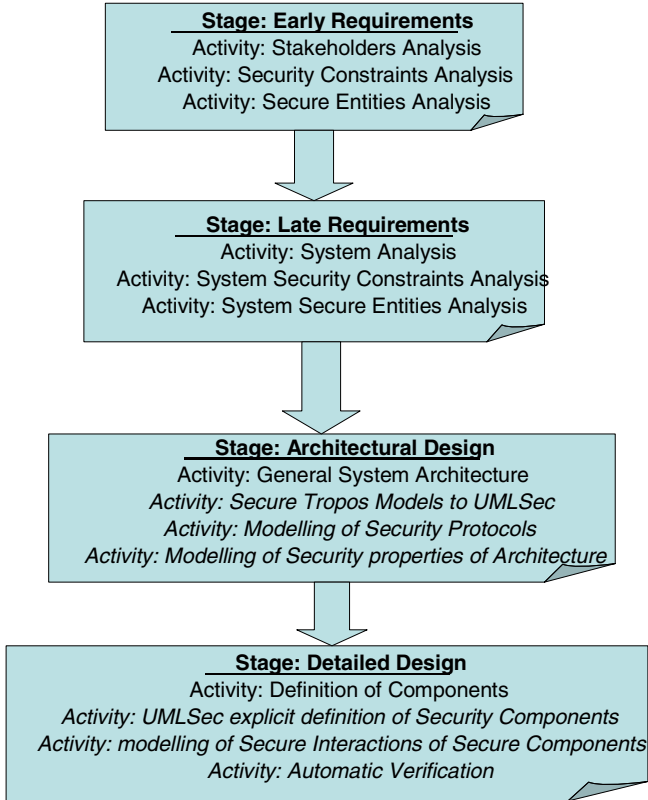 Stage: Early Requirements
Activity: Stakeholders Analysis
Activity: Security Constraints Analysis
Activity: Secure Entities Analysis
Stage: Late Requirements
Activity: System Analysis
Activity: System Security Constraints Analysis
Activity: System Secure Entities Analysis
Stage: Architectural Design
Activity: General System Architecture
Activity: Secure Tropos Models to UMLSec
Activity: Modelling of Security Protocols
Activity: Modelling of Security properties of Architecture
Stage: Detailed Design
Activity: Definition of Components
Activity: UMLSec explicit definition of Security Components
Activity: modelling of Secure Interactions of Secure Components
Activity: Automatic Verification